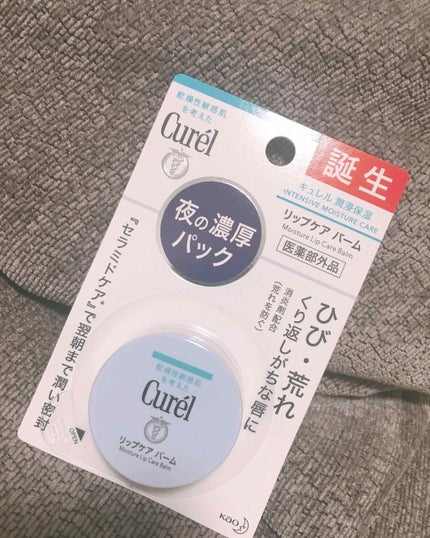 乾燥性敏感肌
を考えた
Curél
誕生
キュレル 潤浸保湿
INTENSIVE MOISTURE CARE
リップケア バーム
Moisture Lip Care Balm
医薬部外品
夜の濃厚
パック
ひび・荒れ
くり返しがちな唇に
消炎剤配合
(荒れを防ぐ)
『セラミドケア』*で翌朝まで潤い密封
乾燥性敏感肌
を考えた
Curél
リップケア バーム
Moisture Lip Care Balm
OPEN
Kao